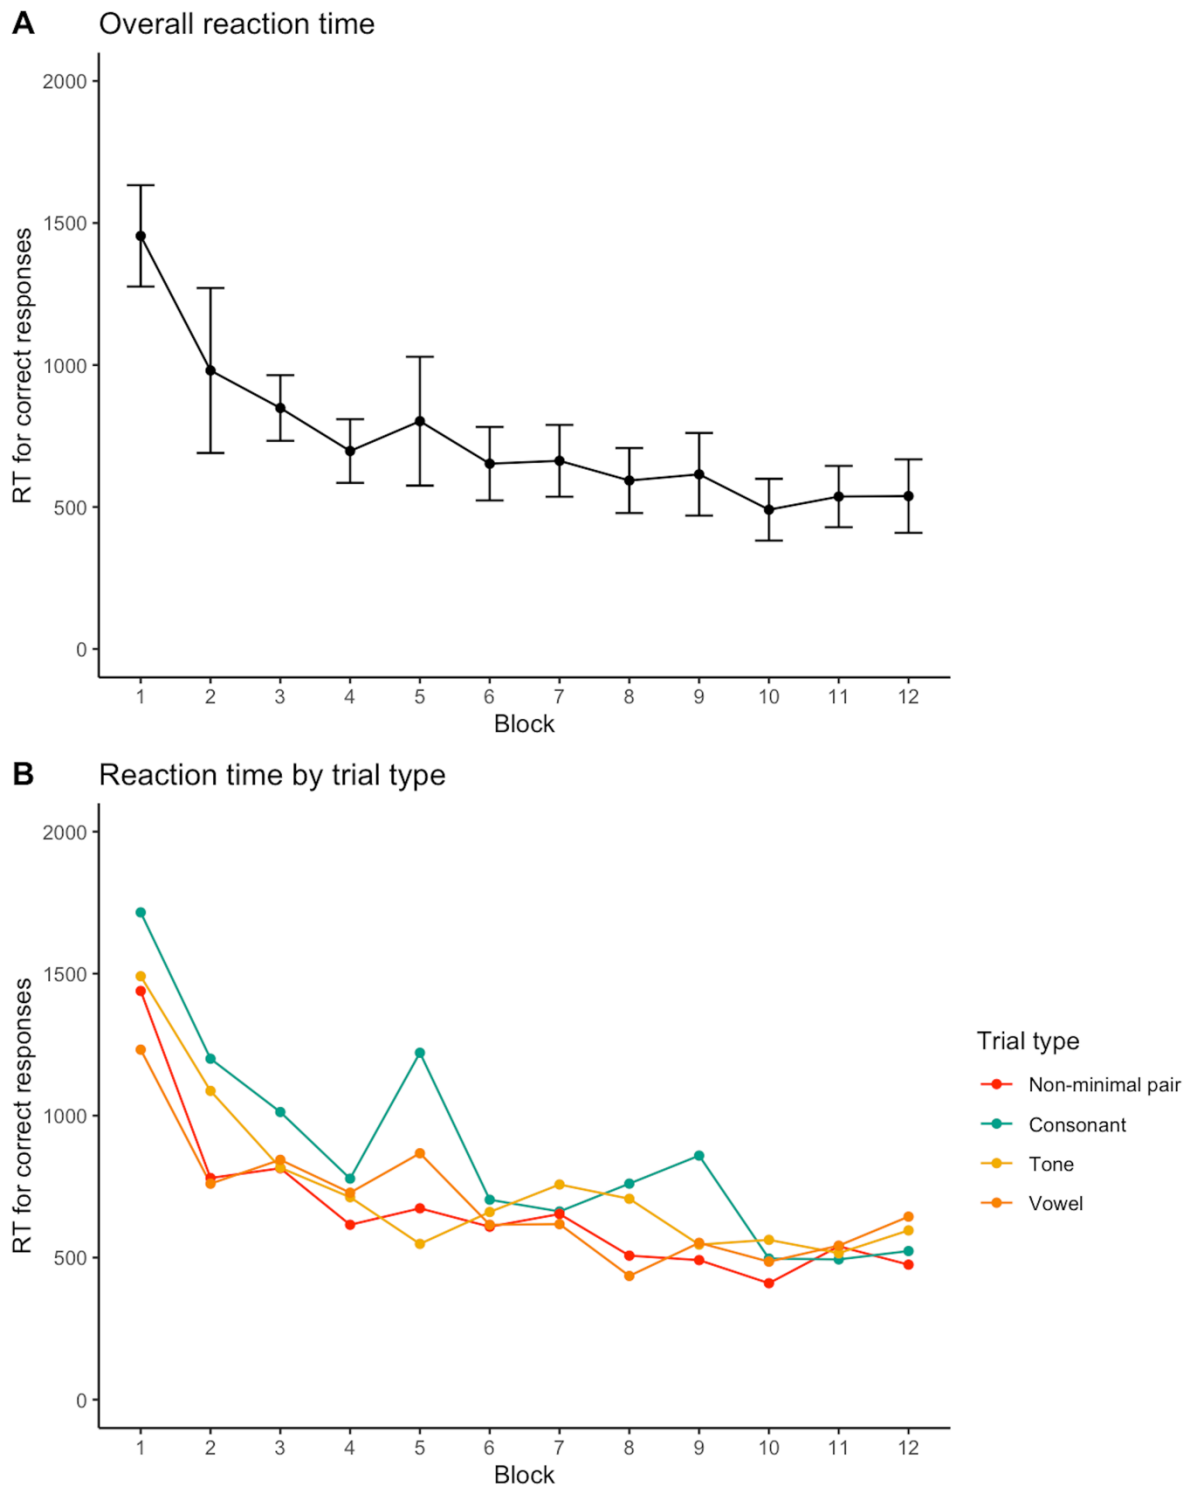 A Overall reaction time
RT for correct responses
2000
1500
1000
500
0
1 2 3 4 5 6 7 8 9 10 11 12
Block
B Reaction time by trial type
RT for correct responses
2000
1500
1000
500
0
Trial type
Non-minimal pair
Consonant
Tone
Vowel
1 2 3 4 5 6 7 8 9 10 11 12
Block